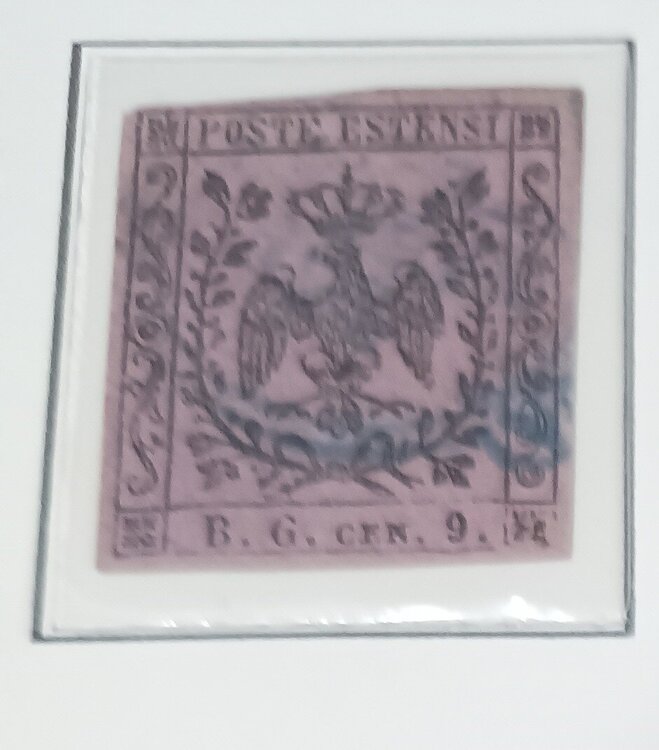 POSTE ESTENSI
B. G. CEN. 9.